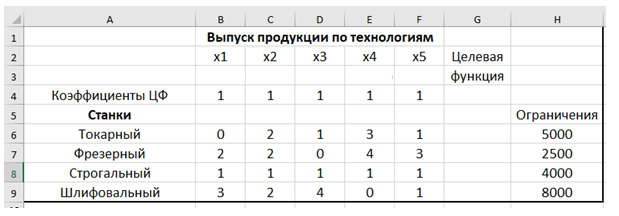 A B C D E F G H
1 Выпуск продукции по технологиям
2 x1 x2 x3 x4 x5 Целевая
3 функция
4 Коэффициенты ЦФ 1 1 1 1 1
5 Станки Ограничения
6 Токарный 0 2 1 3 1 5000
7 Фрезерный 2 2 0 4 3 2500
8 Строгальный 1 1 1 1 1 4000
9 Шлифовальный 3 2 4 0 1 8000